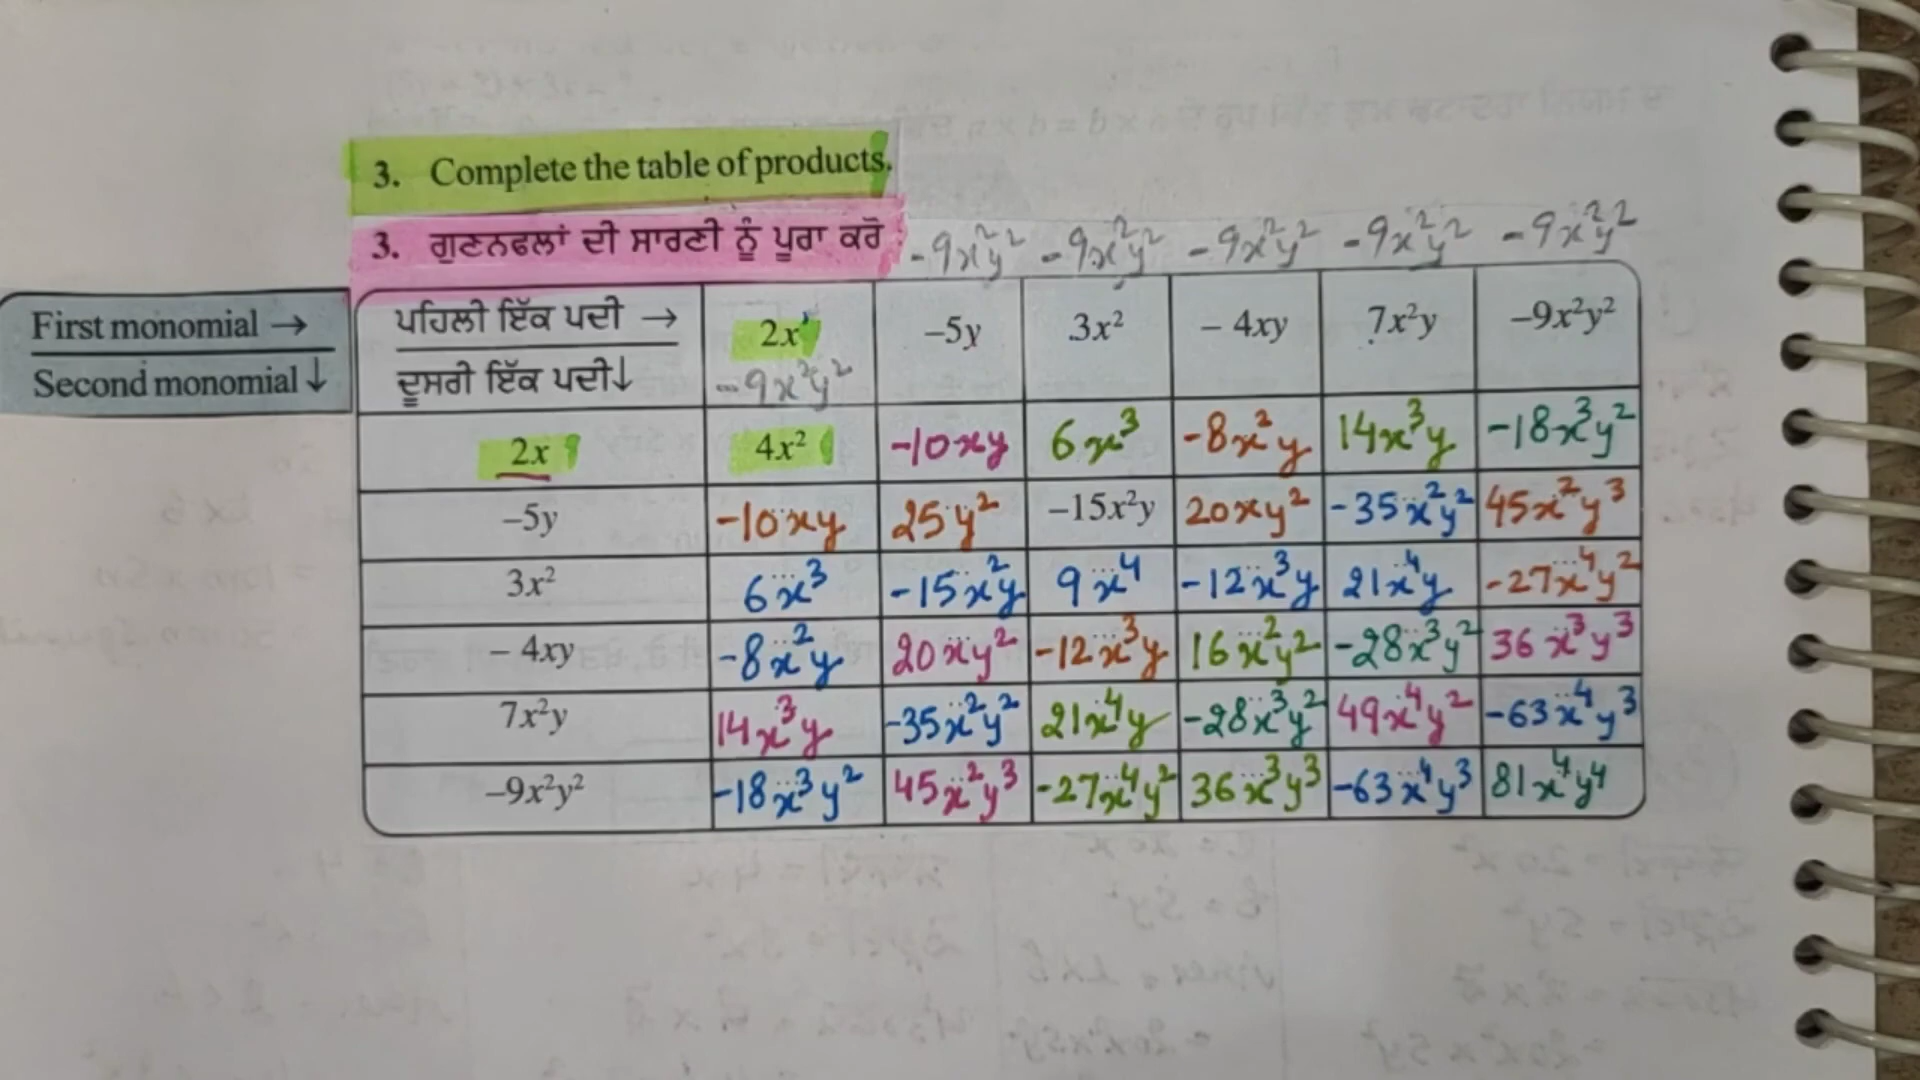 3. Complete the table of products.
3. ਗੁਣਨਫਲਾਂ ਦੀ ਸਾਰਣੀ ਨੂੰ ਪੂਰਾ ਕਰੋ
-9x²y² -9x²y² -9x²y² -9x²y² -9x²y²
First monomial →
Second monomial ↓
ਪਹਿਲੀ ਇੱਕ ਪਦੀ → 2x -5y 3x² - 4xy 7x²y -9x²y²
ਦੂਸਰੀ ਇੱਕ ਪਦੀ↓ -9x²y²
2x 4x² -10xy 6x³ -8x²y 14x³y -18x³y²
-5y -10xy 25y² -15x²y 20xy² -35x²y² 45x²y³
3x² 6x³ -15x²y 9x⁴ -12x³y 21x⁴y -27x⁴y²
- 4xy -8x²y 20xy² -12x³y 16x²y² -28x³y² 36x³y³
7x²y 14x³y -35x²y² 21x⁴y -28x³y² 49x⁴y² -63x⁴y³
-9x²y² -18x³y² 45x²y³ -27x⁴y² 36x³y³ -63x⁴y³ 81x⁴y⁴